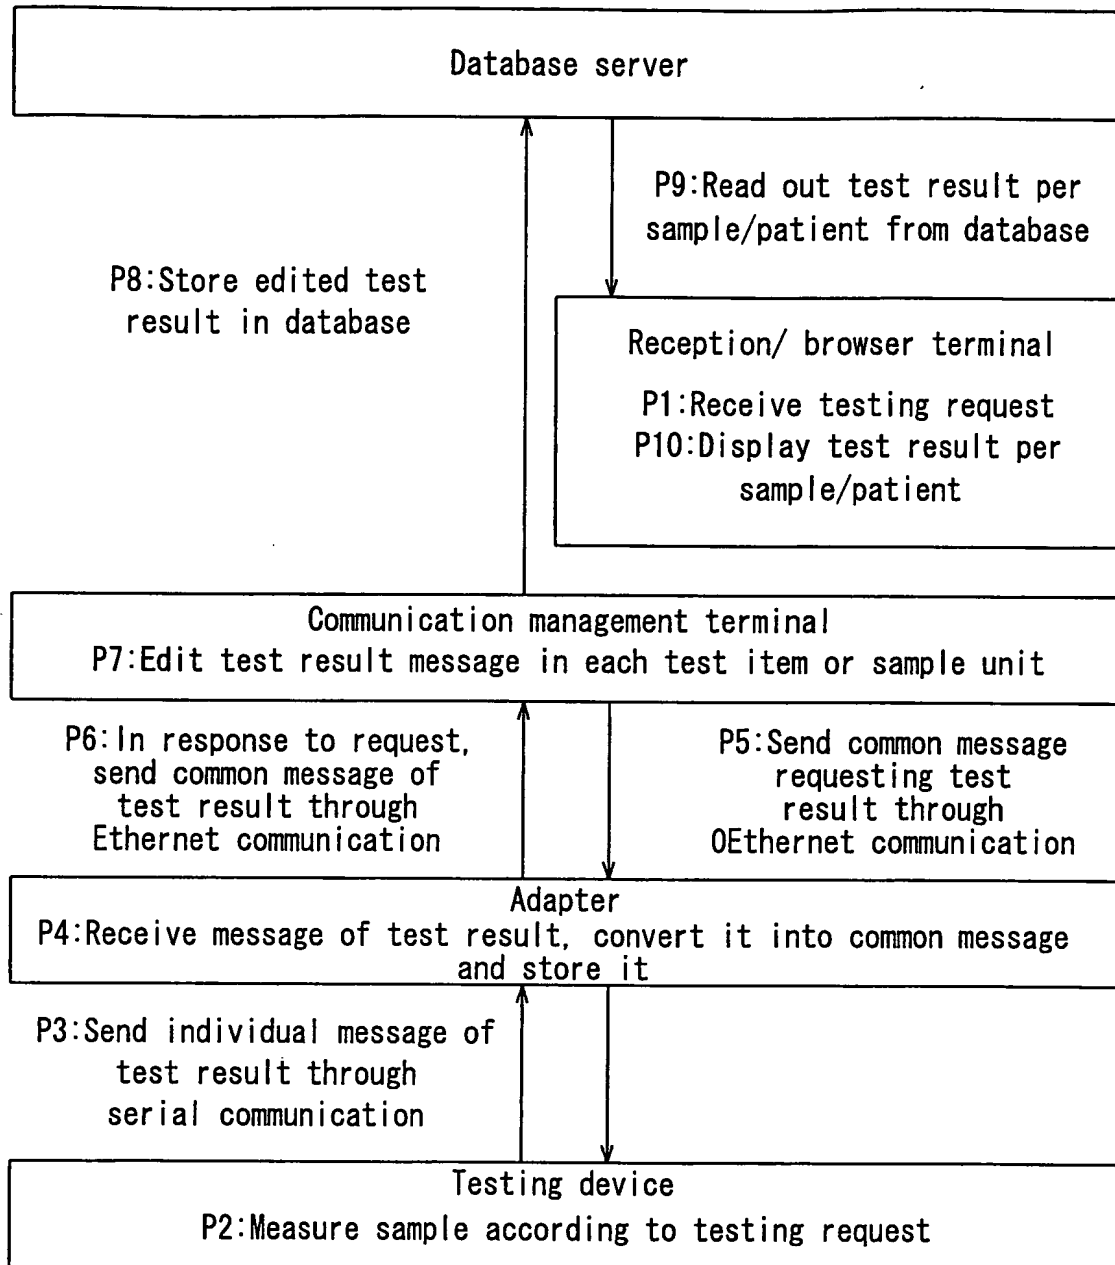 Database server
P9:Read out test result per
sample/patient from database
P8:Store edited test
result in database
Reception/ browser terminal
P1:Receive testing request
P10:Display test result per
sample/patient
Communication management terminal
P7:Edit test result message in each test item or sample unit
P6:In response to request,
send common message of
test result through
Ethernet communication
P5:Send common message
requesting test
result through
OEthernet communication
Adapter
P4:Receive message of test result, convert it into common message
and store it
P3:Send individual message of
test result through
serial communication
Testing device
P2:Measure sample according to testing request